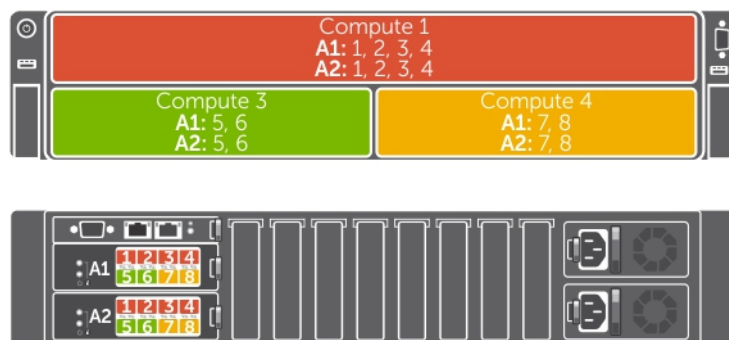 Compute 1
A1: 1, 2, 3, 4
A2: 1, 2, 3, 4
Compute 3
A1: 5, 6
A2: 5, 6
Compute 4
A1: 7, 8
A2: 7, 8
A1
1 2 3 4
5 6 7 8
A2
1 2 3 4
5 6 7 8